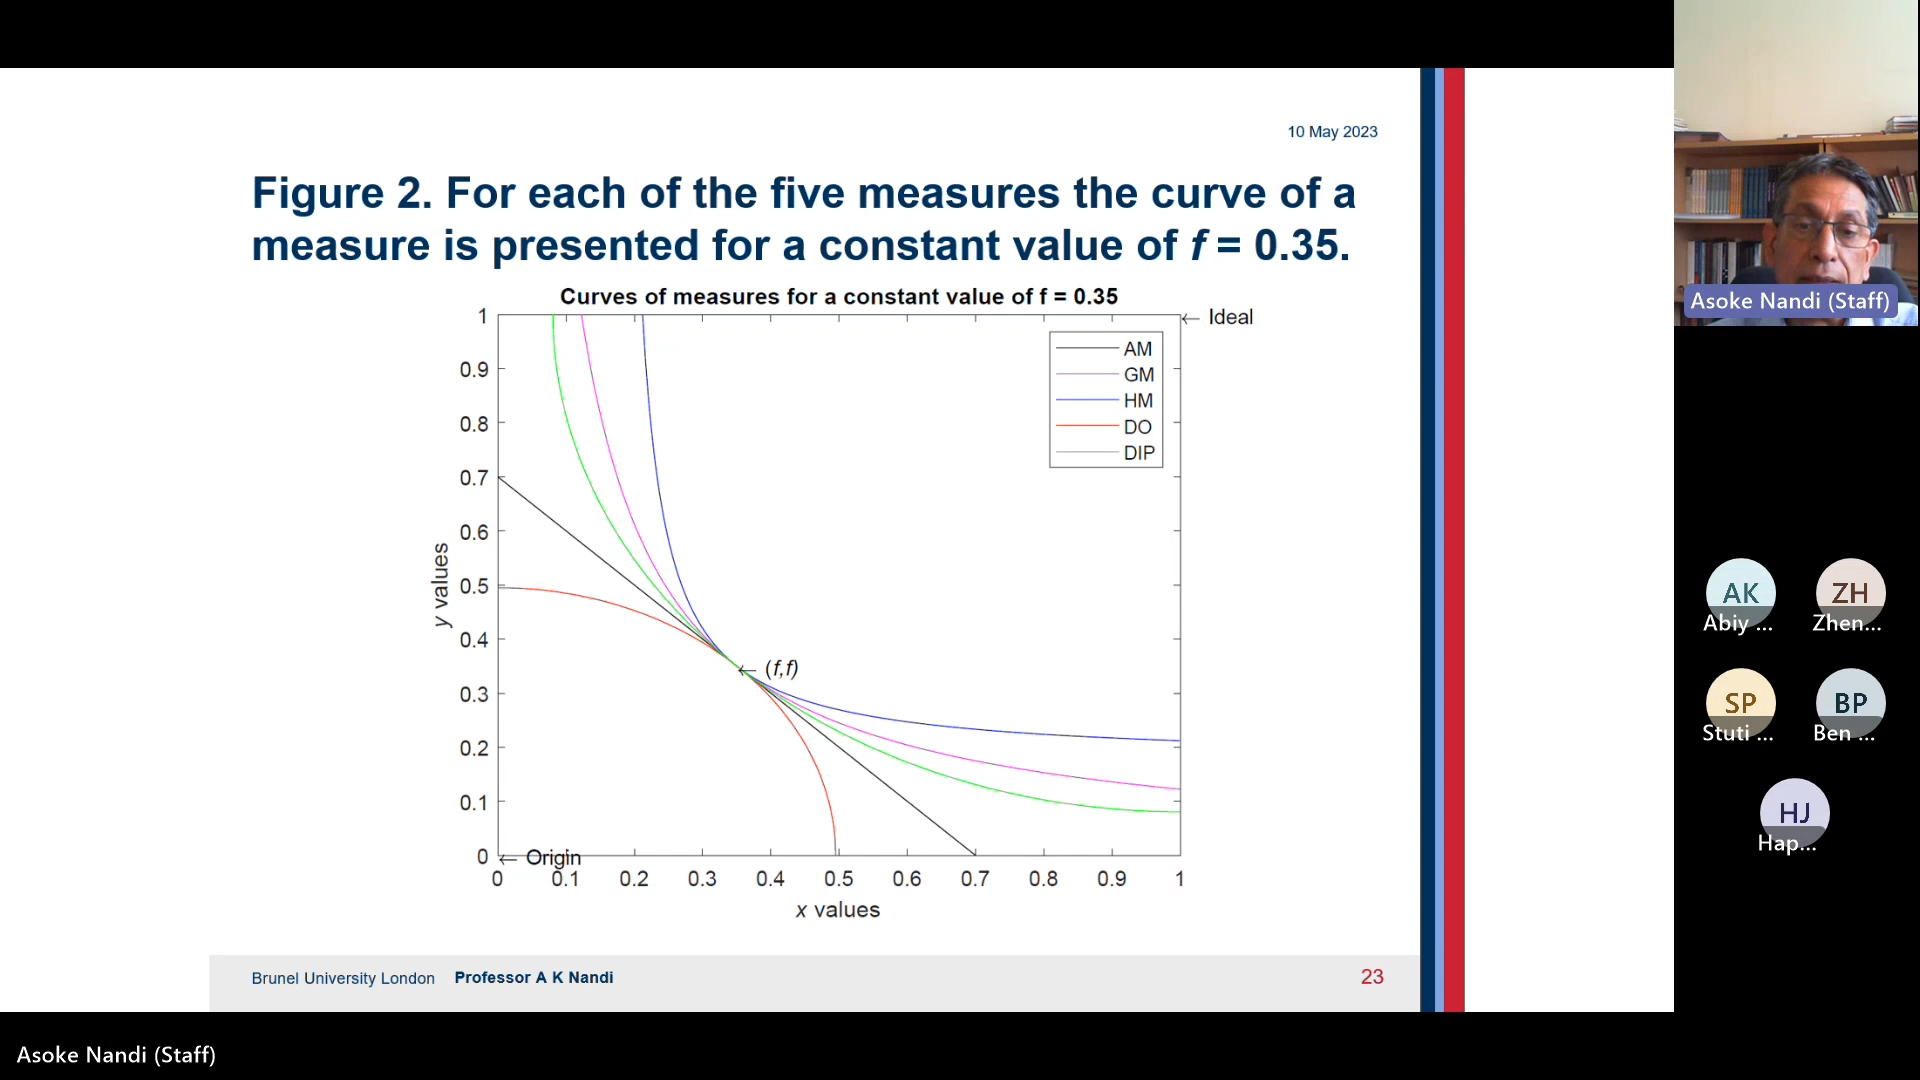 10 May 2023
Figure 2. For each of the five measures the curve of a
measure is presented for a constant value of f = 0.35.
Curves of measures for a constant value of f = 0.35
← Ideal
AM
GM
HM
DO
DIP
1
0.9
0.8
0.7
0.6
0.5
0.4
0.3
0.2
0.1
0
y values
← (f,f)
← Origin
0 0.1 0.2 0.3 0.4 0.5 0.6 0.7 0.8 0.9 1
x values
Brunel University London Professor A K Nandi 23
Asoke Nandi (Staff)
AK
Abiy ...
ZH
Zhen...
SP
Stuti ...
BP
Ben ...
HJ
Hap...
Asoke Nandi (Staff)